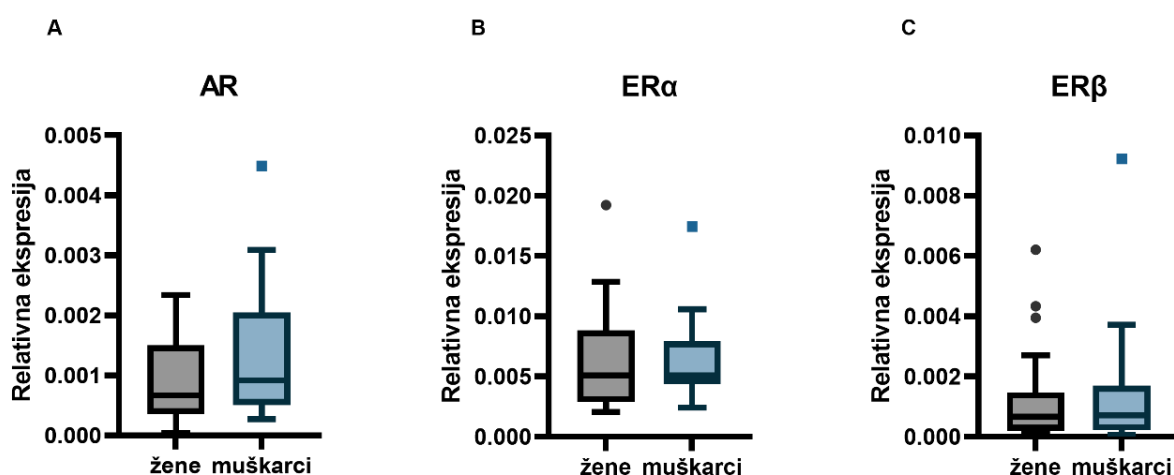 A
AR
Relativna ekspresija
0.005
0.004
0.003
0.002
0.001
0.000
žene muškarci
B
ERα
Relativna ekspresija
0.025
0.020
0.015
0.010
0.005
0.000
žene muškarci
C
ERβ
Relativna ekspresija
0.010
0.008
0.006
0.004
0.002
0.000
žene muškarci